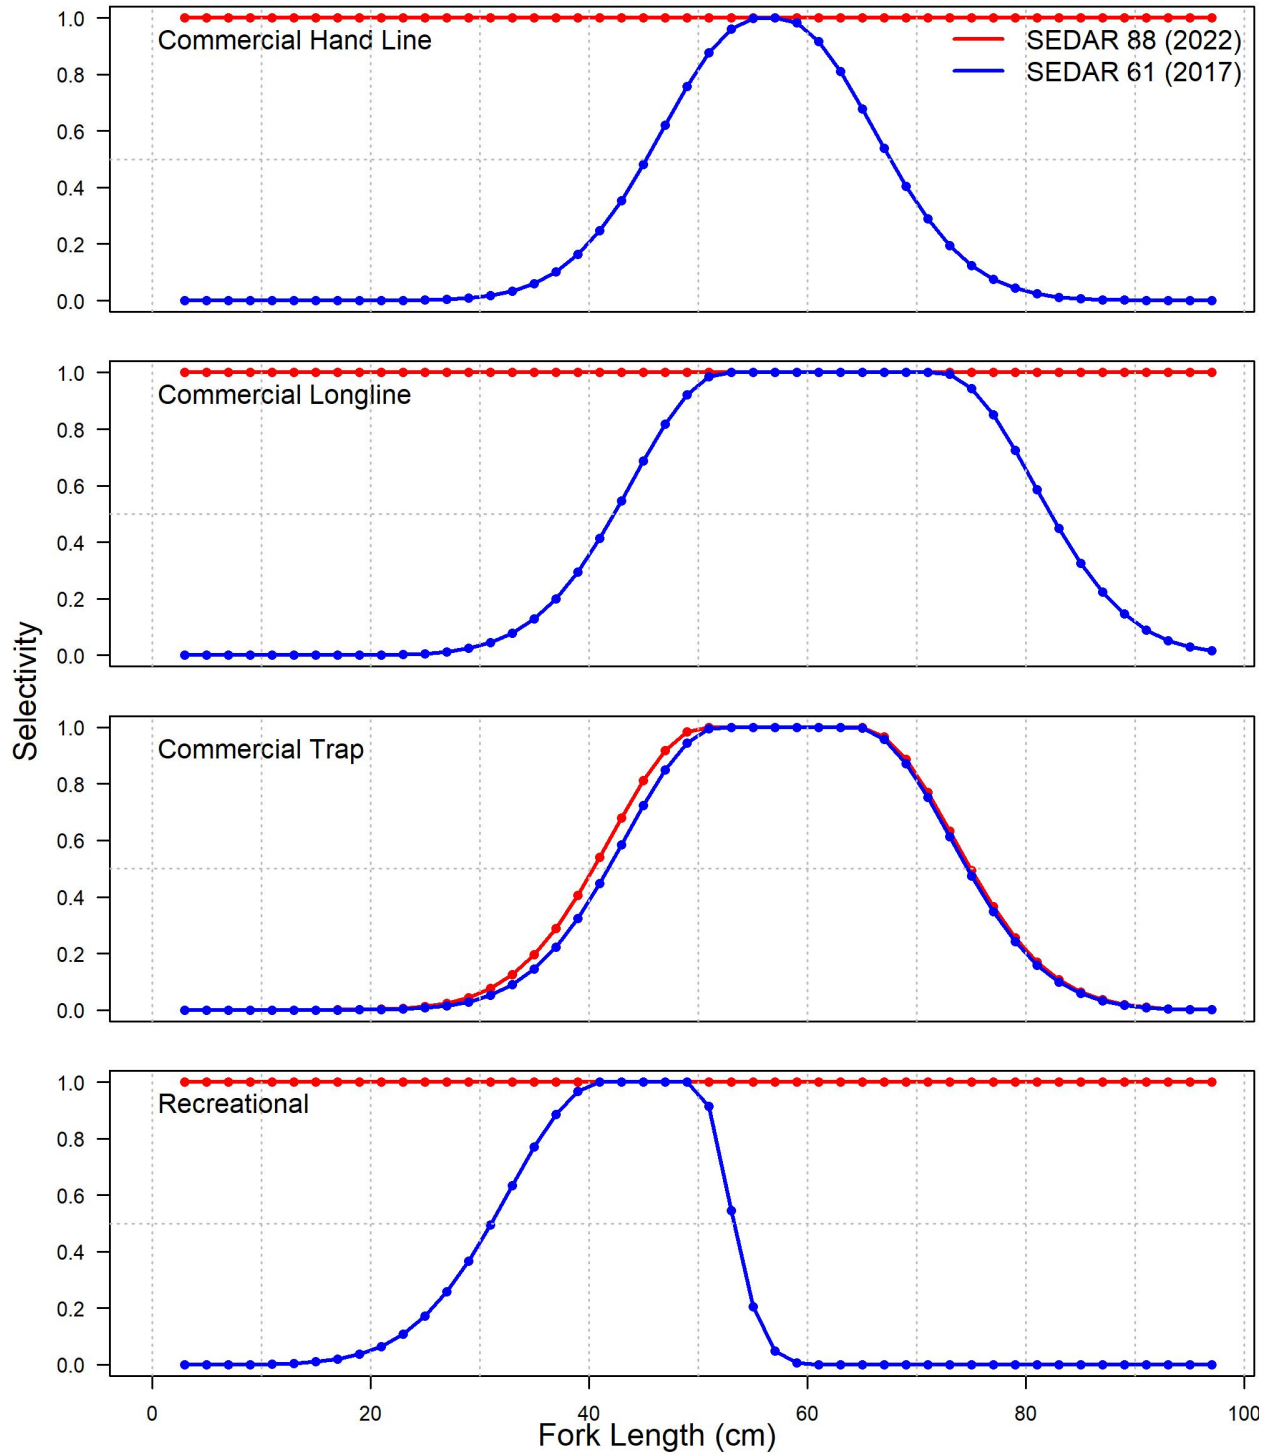 Commercial Hand Line
SEDAR 88 (2022)
SEDAR 61 (2017)
1.0
0.8
0.6
0.4
0.2
0.0
Commercial Longline
1.0
0.8
0.6
0.4
0.2
0.0
Selectivity
Commercial Trap
1.0
0.8
0.6
0.4
0.2
0.0
Recreational
1.0
0.8
0.6
0.4
0.2
0.0
0 20 40 60 80 100
Fork Length (cm)